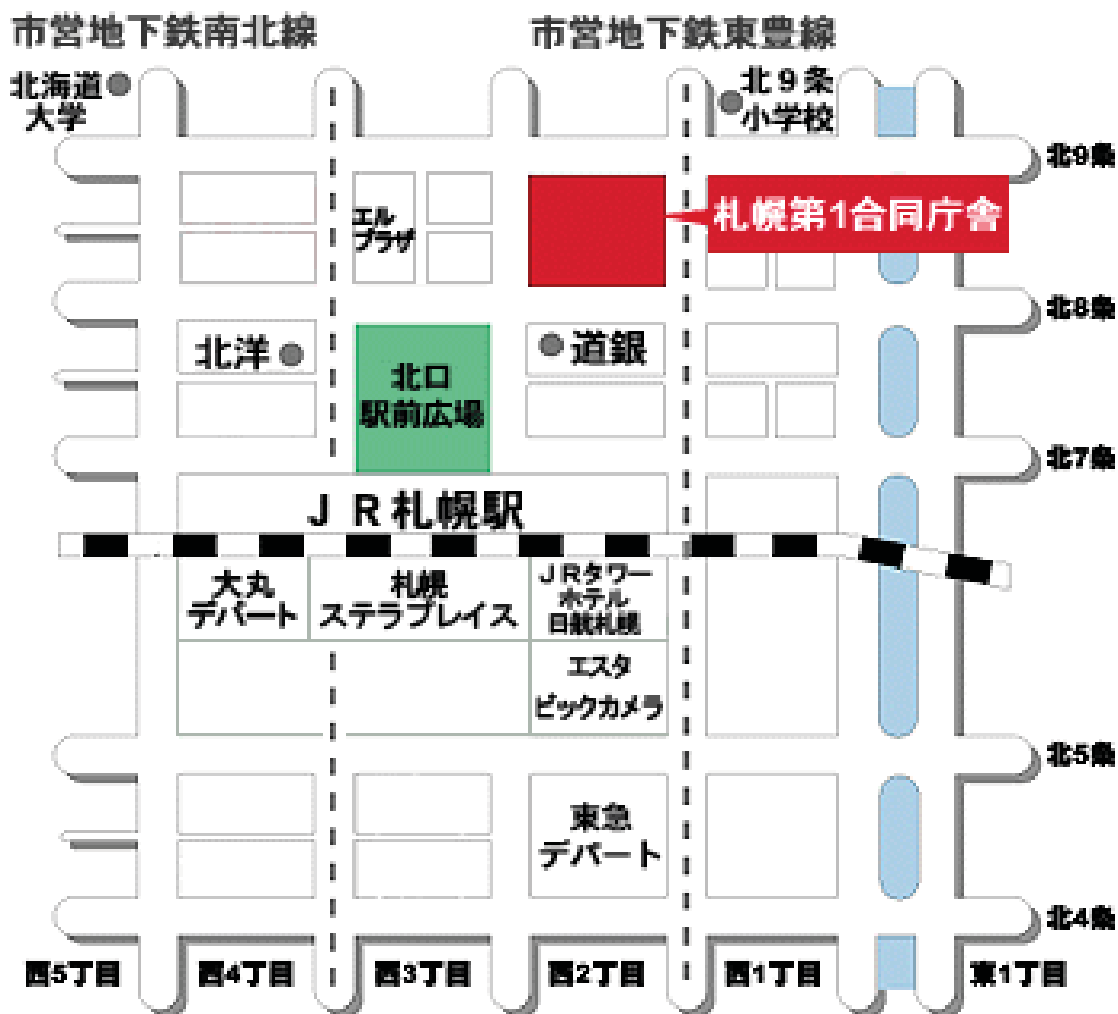 市営地下鉄南北線
市営地下鉄東豊線
北海道
大学
北9条
小学校
北9条
エル
プラザ
札幌第1合同庁舎
北8条
北洋
道銀
北口
駅前広場
北7条
JR札幌駅
大丸
デパート
札幌
ステラプレイス
JRタワー
ホテル
日航札幌
エスタ
ビックカメラ
北5条
東急
デパート
北4条
西5丁目
西4丁目
西3丁目
西2丁目
西1丁目
東1丁目